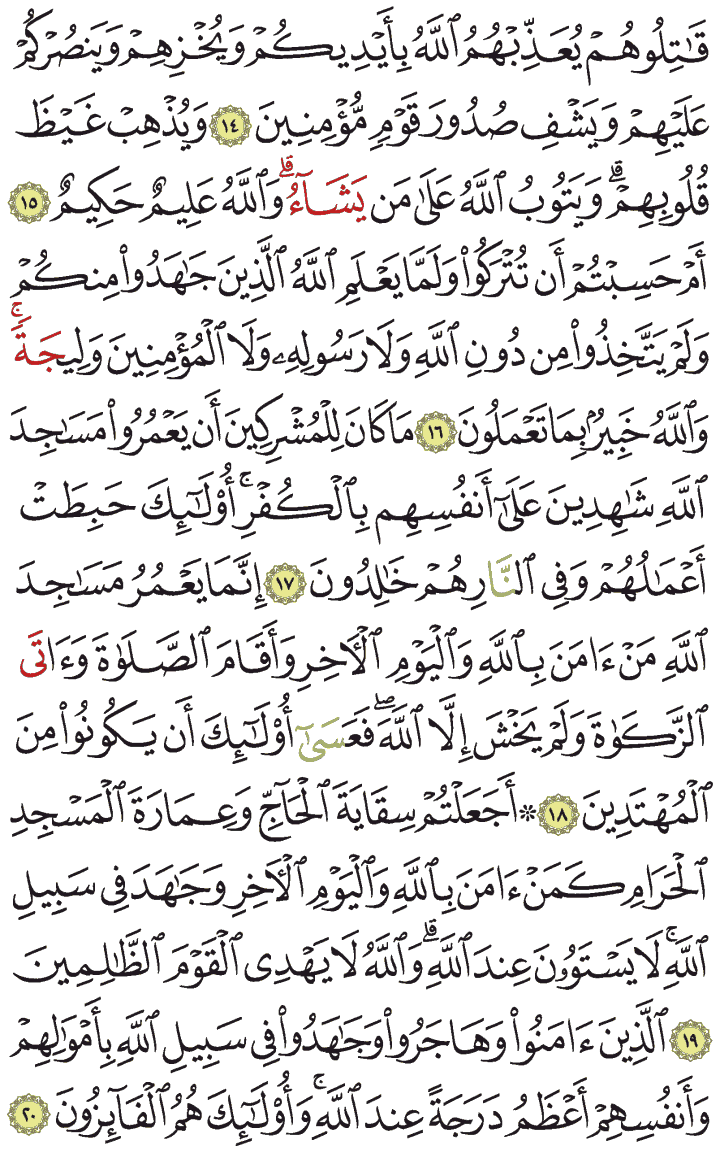 قَـٰتِلُوهُمْ يُعَذِّبْهُمُ ٱللَّهُ بِأَيْدِيكُمْ وَيُخْزِهِمْ وَيَنصُرْكُمْ
عَلَيْهِمْ وَيَشْفِ صُدُورَ قَوْمٍ مُّؤْمِنِينَ ١٤ وَيُذْهِبْ غَيْظَ
قُلُوبِهِمْۗ وَيَتُوبُ ٱللَّهُ عَلَىٰ مَن يَشَآءُۗ وَٱللَّهُ عَلِيمٌ حَكِيمٌ ١٥
أَمْ حَسِبْتُمْ أَن تُتْرَكُوا۟ وَلَمَّا يَعْلَمِ ٱللَّهُ ٱلَّذِينَ جَـٰهَدُوا۟ مِنكُمْ
وَلَمْ يَتَّخِذُوا۟ مِن دُونِ ٱللَّهِ وَلَا رَسُولِهِۦ وَلَا ٱلْمُؤْمِنِينَ وَلِيجَةًۚ
وَٱللَّهُ خَبِيرٌۢ بِمَا تَعْمَلُونَ ١٦ مَا كَانَ لِلْمُشْرِكِينَ أَن يَعْمُرُوا۟ مَسَـٰجِدَ
ٱللَّهِ شَـٰهِدِينَ عَلَىٰٓ أَنفُسِهِم بِٱلْكُفْرِۚ أُو۟لَـٰٓئِكَ حَبِطَتْ
أَعْمَـٰلُهُمْ وَفِى ٱلنَّارِ هُمْ خَـٰلِدُونَ ١٧ إِنَّمَا يَعْمُرُ مَسَـٰجِدَ
ٱللَّهِ مَنْ ءَامَنَ بِٱللَّهِ وَٱلْيَوْمِ ٱلْـَٔاخِرِ وَأَقَامَ ٱلصَّلَوٰةَ وَءَاتَى
ٱلزَّكَوٰةَ وَلَمْ يَخْشَ إِلَّا ٱللَّهَۖ فَعَسَىٰٓ أُو۟لَـٰٓئِكَ أَن يَكُونُوا۟ مِنَ
ٱلْمُهْتَدِينَ ١٨ ۞ أَجَعَلْتُمْ سِقَايَةَ ٱلْحَآجِّ وَعِمَارَةَ ٱلْمَسْجِدِ
ٱلْحَرَامِ كَمَنْ ءَامَنَ بِٱللَّهِ وَٱلْيَوْمِ ٱلْـَٔاخِرِ وَجَـٰهَدَ فِى سَبِيلِ
ٱللَّهِۚ لَا يَسْتَوُۥنَ عِندَ ٱللَّهِۗ وَٱللَّهُ لَا يَهْدِى ٱلْقَوْمَ ٱلظَّـٰلِمِينَ
١٩ ٱلَّذِينَ ءَامَنُوا۟ وَهَاجَرُوا۟ وَجَـٰهَدُوا۟ فِى سَبِيلِ ٱللَّهِ بِأَمْوَٰلِهِمْ
وَأَنفُسِهِمْ أَعْظَمُ دَرَجَةً عِندَ ٱللَّهِۚ وَأُو۟لَـٰٓئِكَ هُمُ ٱلْفَآئِزُونَ ٢٠